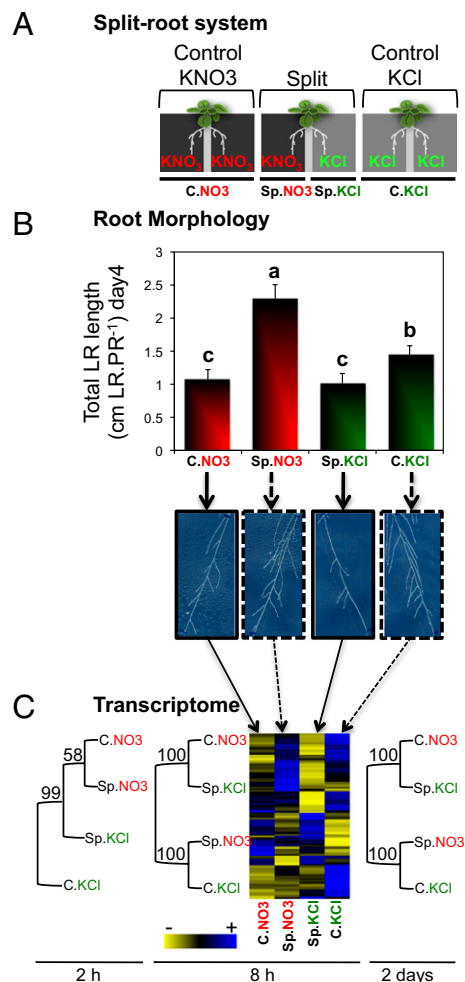 A Split-root system
Control KNO3
Split
Control KCl
KNO3 KNO3 KNO3 KCl KCl KCl
C.NO3 Sp.NO3 Sp.KCl C.KCl
B Root Morphology
Total LR length (cm LR.PR-1) day4
3
2.5
2
1.5
1
0.5
0
c
a
c
b
C.NO3 Sp.NO3 Sp.KCl C.KCl
C Transcriptome
99
58
C.NO3
Sp.NO3
Sp.KCl
C.KCl
100
C.NO3
Sp.KCl
100
Sp.NO3
C.KCl
C.NO3 Sp.NO3 Sp.KCl C.KCl
- +
100
C.NO3
Sp.KCl
100
Sp.NO3
C.KCl
2 h
8 h
2 days